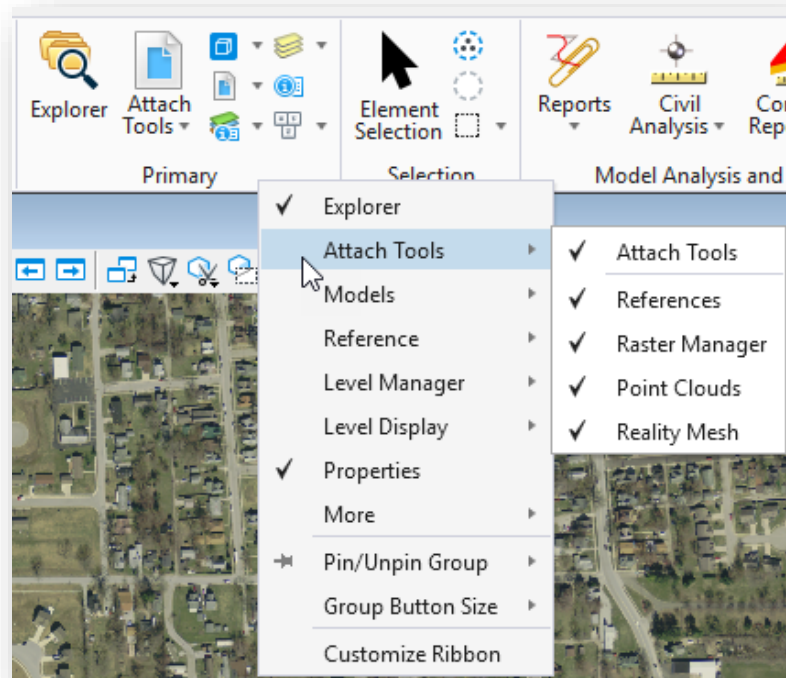 Explorer
Attach
Tools
Element
Selection
Reports
Civil
Analysis
Primary
Selection
Model Analysis and
Explorer
Attach Tools
Models
Reference
Level Manager
Level Display
Properties
More
Pin/Unpin Group
Group Button Size
Customize Ribbon
Attach Tools
References
Raster Manager
Point Clouds
Reality Mesh